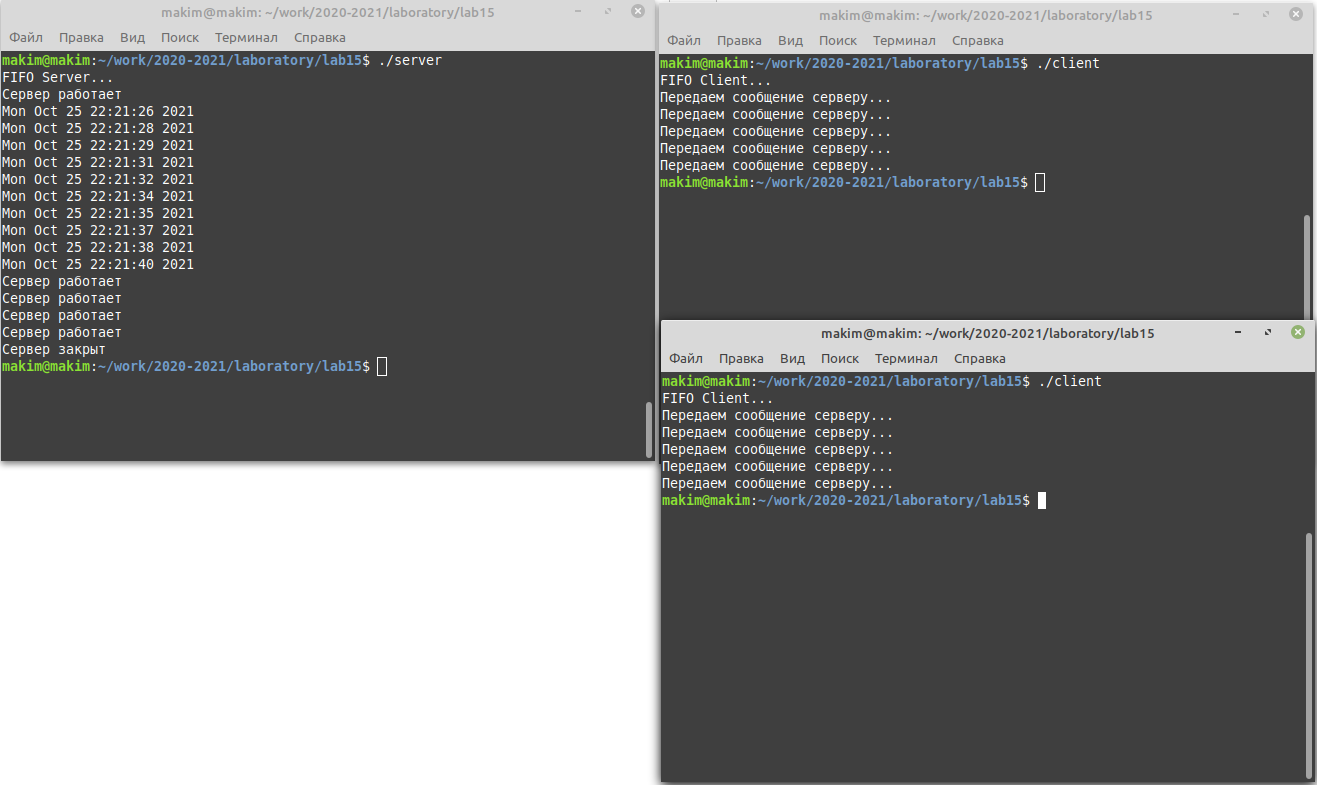 makim@makim: ~/work/2020-2021/laboratory/lab15
Файл Правка Вид Поиск Терминал Справка
makim@makim:~/work/2020-2021/laboratory/lab15$ ./server
FIFO Server...
Сервер работает
Mon Oct 25 22:21:26 2021
Mon Oct 25 22:21:28 2021
Mon Oct 25 22:21:29 2021
Mon Oct 25 22:21:31 2021
Mon Oct 25 22:21:32 2021
Mon Oct 25 22:21:34 2021
Mon Oct 25 22:21:35 2021
Mon Oct 25 22:21:37 2021
Mon Oct 25 22:21:38 2021
Mon Oct 25 22:21:40 2021
Сервер работает
Сервер работает
Сервер работает
Сервер работает
Сервер закрыт
makim@makim:~/work/2020-2021/laboratory/lab15$
makim@makim: ~/work/2020-2021/laboratory/lab15
Файл Правка Вид Поиск Терминал Справка
makim@makim:~/work/2020-2021/laboratory/lab15$ ./client
FIFO Client...
Передаем сообщение серверу...
Передаем сообщение серверу...
Передаем сообщение серверу...
Передаем сообщение серверу...
Передаем сообщение серверу...
makim@makim:~/work/2020-2021/laboratory/lab15$
makim@makim: ~/work/2020-2021/laboratory/lab15
Файл Правка Вид Поиск Терминал Справка
makim@makim:~/work/2020-2021/laboratory/lab15$ ./client
FIFO Client...
Передаем сообщение серверу...
Передаем сообщение серверу...
Передаем сообщение серверу...
Передаем сообщение серверу...
Передаем сообщение серверу...
makim@makim:~/work/2020-2021/laboratory/lab15$